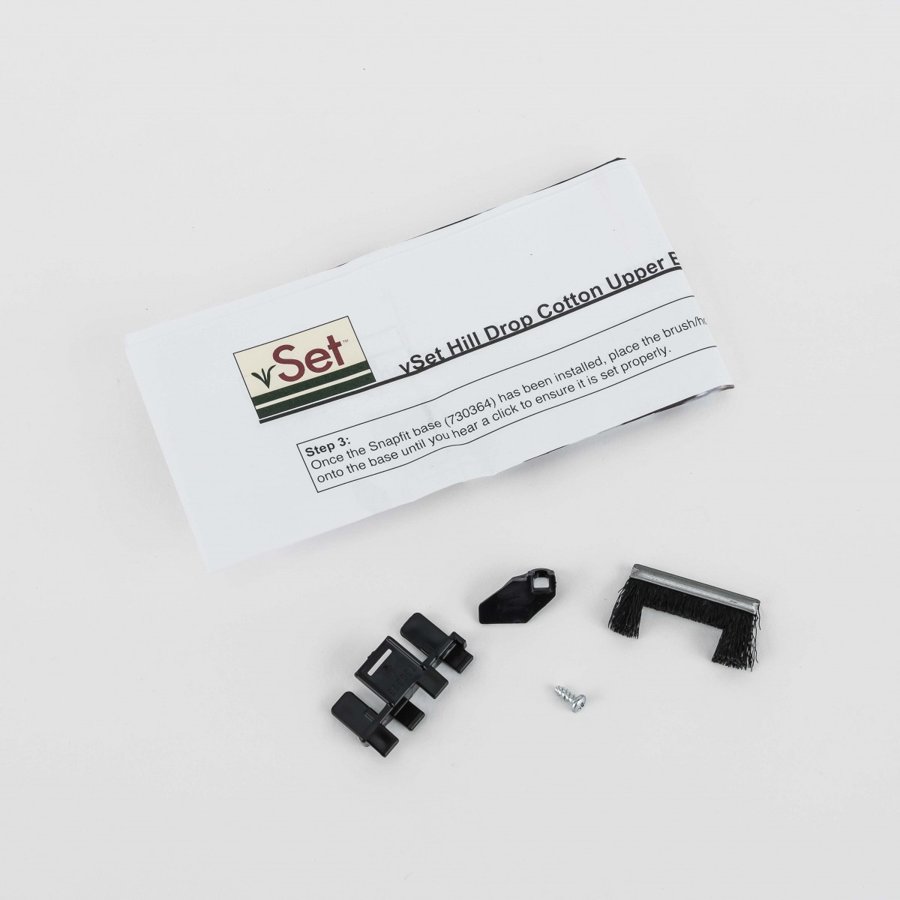 vSet™
vSet Hill Drop Cotton Upper
Step 3:
Once the Snapfit base (730364) has been installed, place the brush/
onto the base until you hear a click to ensure it is set properly.